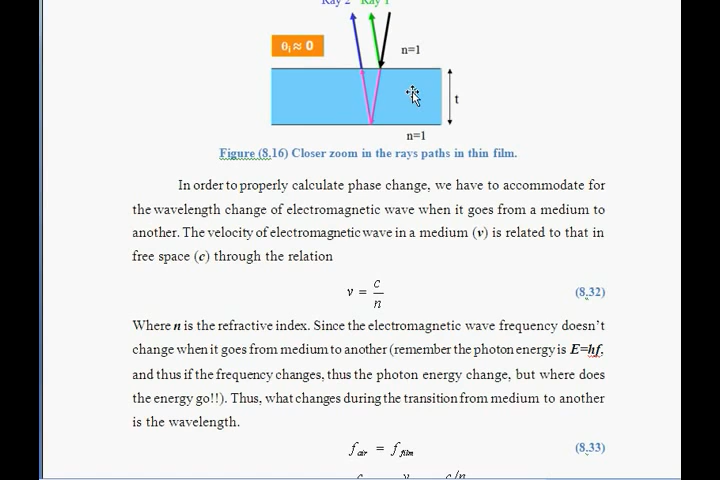 Ray 2 Ray 1
θi ≈ 0
n=1
t
n=1
Figure (8.16) Closer zoom in the rays paths in thin film.
In order to properly calculate phase change, we have to accommodate for
the wavelength change of electromagnetic wave when it goes from a medium to
another. The velocity of electromagnetic wave in a medium (v) is related to that in
free space (c) through the relation
v = c/n (8.32)
Where n is the refractive index. Since the electromagnetic wave frequency doesn't
change when it goes from medium to another (remember the photon energy is E=hf,
and thus if the frequency changes, thus the photon energy change, but where does
the energy go!!). Thus, what changes during the transition from medium to another
is the wavelength.
f air = f film (8.33)
c v c/n